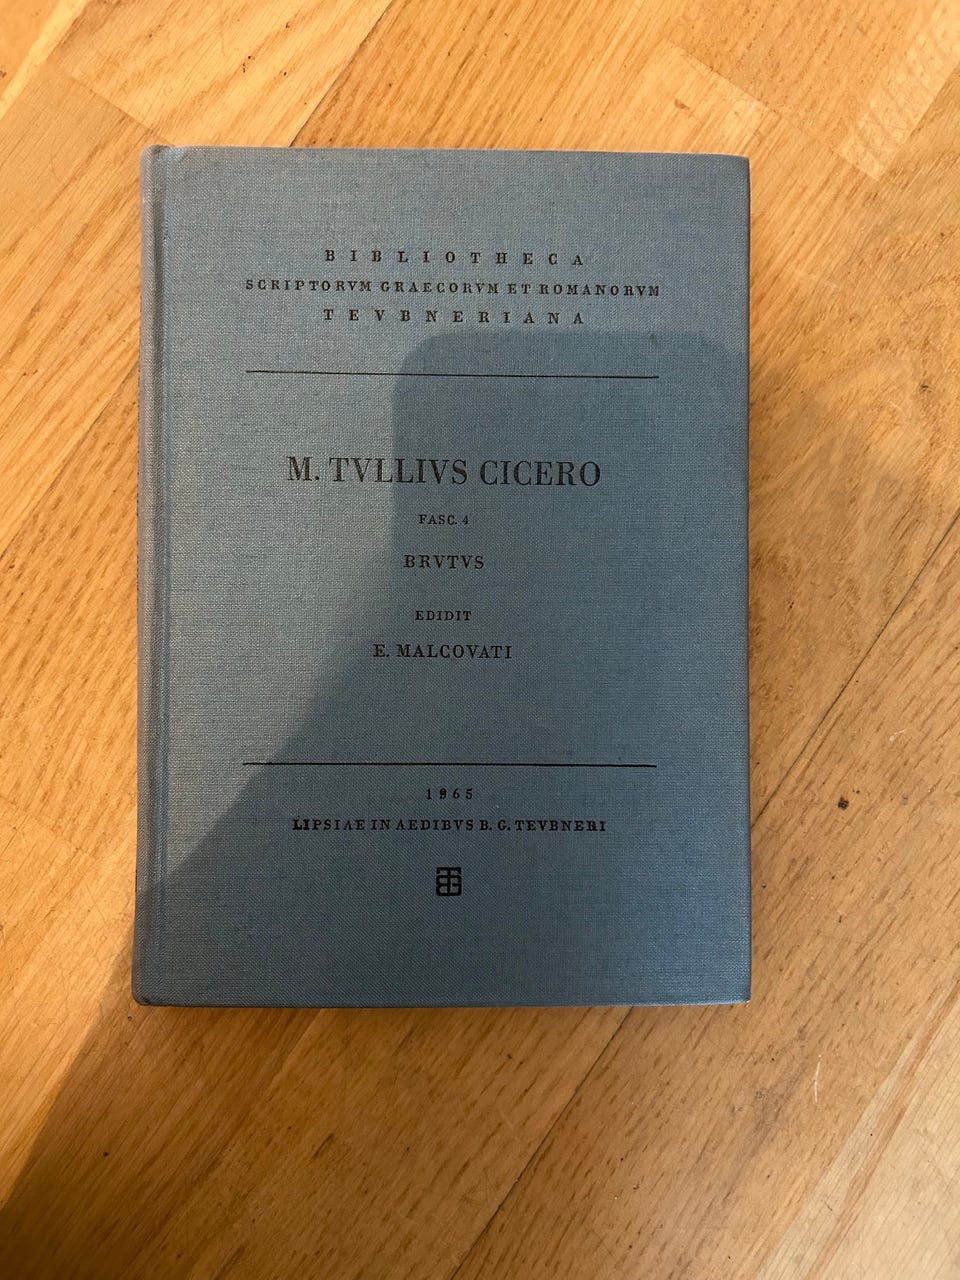 BIBLIOTHECA
SCRIPTORVM GRAECORVM ET ROMANORVM
TEVBNERIANA
M. TVLLIVS CICERO
FASC. 4
BRVTVS
EDIDIT
E. MALCOVATI
1965
LIPSIAE IN AEDIBVS B. G. TEVBNERI